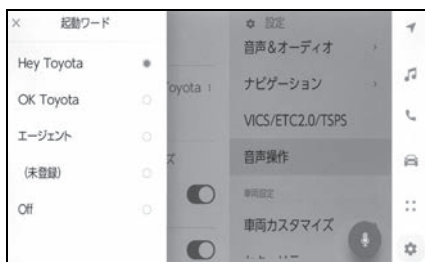 × 起動ワード
Hey Toyota
OK Toyota
エージェント
(未登録)
Off
oyota
ズ
設定
音声&オーディオ
ナビゲーション
VICS/ETC2.0/TSPS
音声操作
車両設定
車両カスタマイズ